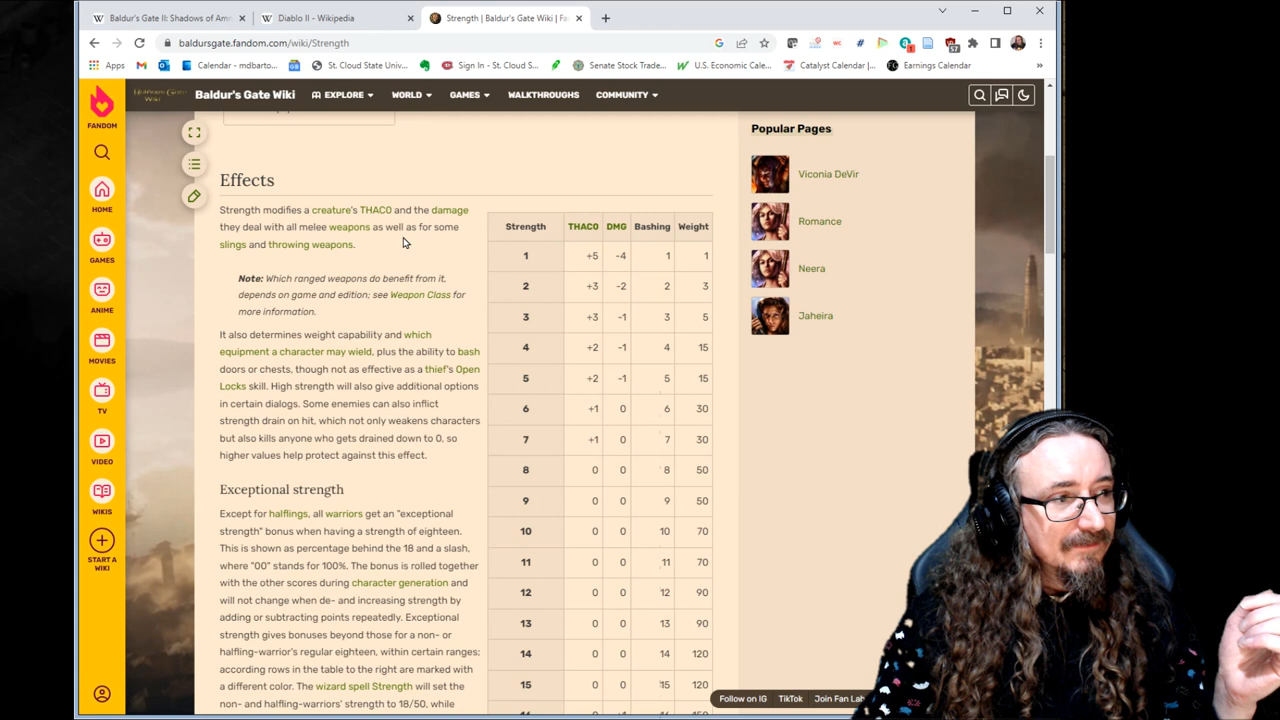 Baldur's Gate II: Shadows of Am
Diablo II - Wikipedia
Strength | Baldur's Gate Wiki | Fa
baldursgate.fandom.com/wiki/Strength
Apps
Calendar - mdbarto...
St. Cloud State Univ...
Sign In - St. Cloud S...
Senate Stock Trade...
U.S. Economic Cale...
Catalyst Calendar |...
Earnings Calendar
Baldur's Gate Wiki
EXPLORE
WORLD
GAMES
WALKTHROUGHS
COMMUNITY
FANDOM
HOME
GAMES
ANIME
MOVIES
TV
VIDEO
WIKIS
START A
WIKI
Effects
Strength modifies a creature's THAC0 and the damage
they deal with all melee weapons as well as for some
slings and throwing weapons.
Note: Which ranged weapons do benefit from it,
depends on game and edition; see Weapon Class for
more information.
It also determines weight capability and which
equipment a character may wield, plus the ability to bash
doors or chests, though not as effective as a thief's Open
Locks skill. High strength will also give additional options
in certain dialogs. Some enemies can also inflict
strength drain on hit, which not only weakens characters
but also kills anyone who gets drained down to 0, so
higher values help protect against this effect.
Exceptional strength
Except for halflings, all warriors get an "exceptional
strength" bonus when having a strength of eighteen.
This is shown as percentage behind the 18 and a slash,
where "00" stands for 100%. The bonus is rolled together
with the other scores during character generation and
will not change when de- and increasing strength by
adding or subtracting points repeatedly. Exceptional
strength gives bonuses beyond those for a non- or
halfling-warrior's regular eighteen, within certain ranges;
according rows in the table to the right are marked with
a different color. The wizard spell Strength will set the
non- and halfling-warriors' strength to 18/50, while
Strength THAC0 DMG Bashing Weight
1 +5 -4 1 1
2 +3 -2 2 3
3 +3 -1 3 5
4 +2 -1 4 15
5 +2 -1 5 15
6 +1 0 6 30
7 +1 0 7 30
8 0 0 8 50
9 0 0 9 50
10 0 0 10 70
11 0 0 11 70
12 0 0 12 90
13 0 0 13 90
14 0 0 14 120
15 0 0 15 120
Popular Pages
Viconia DeVir
Romance
Neera
Jaheira
Follow on IG
TikTok
Join Fan Lab